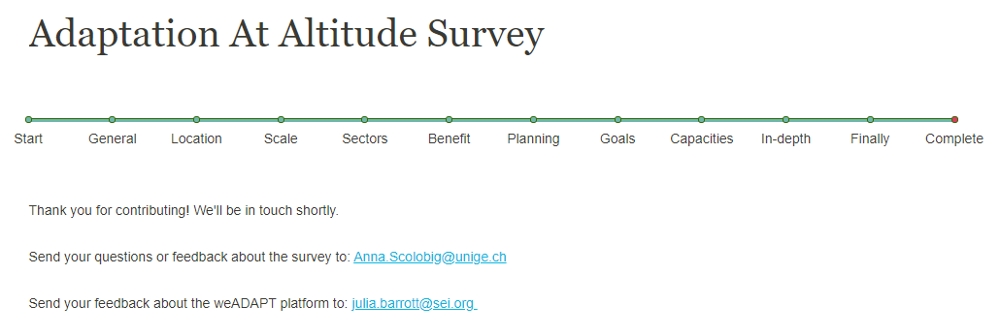 Adaptation At Altitude Survey
Start General Location Scale Sectors Benefit Planning Goals Capacities In-depth Finally Complete
Thank you for contributing! We'll be in touch shortly.
Send your questions or feedback about the survey to: Anna.Scolobig@unige.ch
Send your feedback about the weADAPT platform to: julia.barrott@sei.org